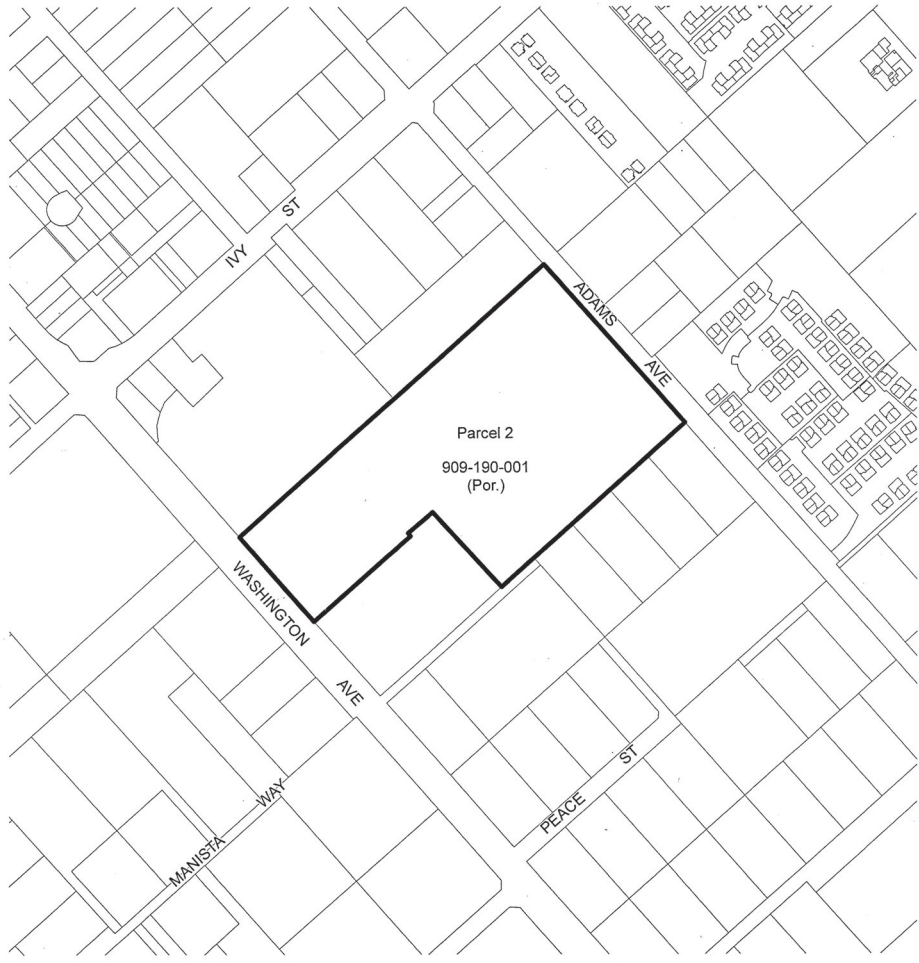 IVY ST
ADAMS AVE
Parcel 2
909-190-001
(Por.)
WASHINGTON AVE
MANISTA WAY
PEACE ST